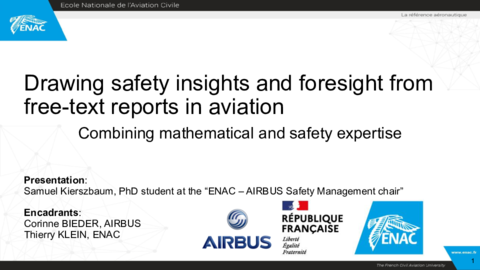 Ecole Nationale de l'Aviation Civile
La référence aéronautique
ENAC
Drawing safety insights and foresight from
free-text reports in aviation
Combining mathematical and safety expertise
Presentation:
Samuel Kierszbaum, PhD student at the “ENAC – AIRBUS Safety Management chair”
Encadrants:
Corinne BIEDER, AIRBUS
Thierry KLEIN, ENAC
AIRBUS
RÉPUBLIQUE
FRANÇAISE
Liberté
Égalité
Fraternité
ENAC
www.enac.fr
1
The French Civil Aviation University